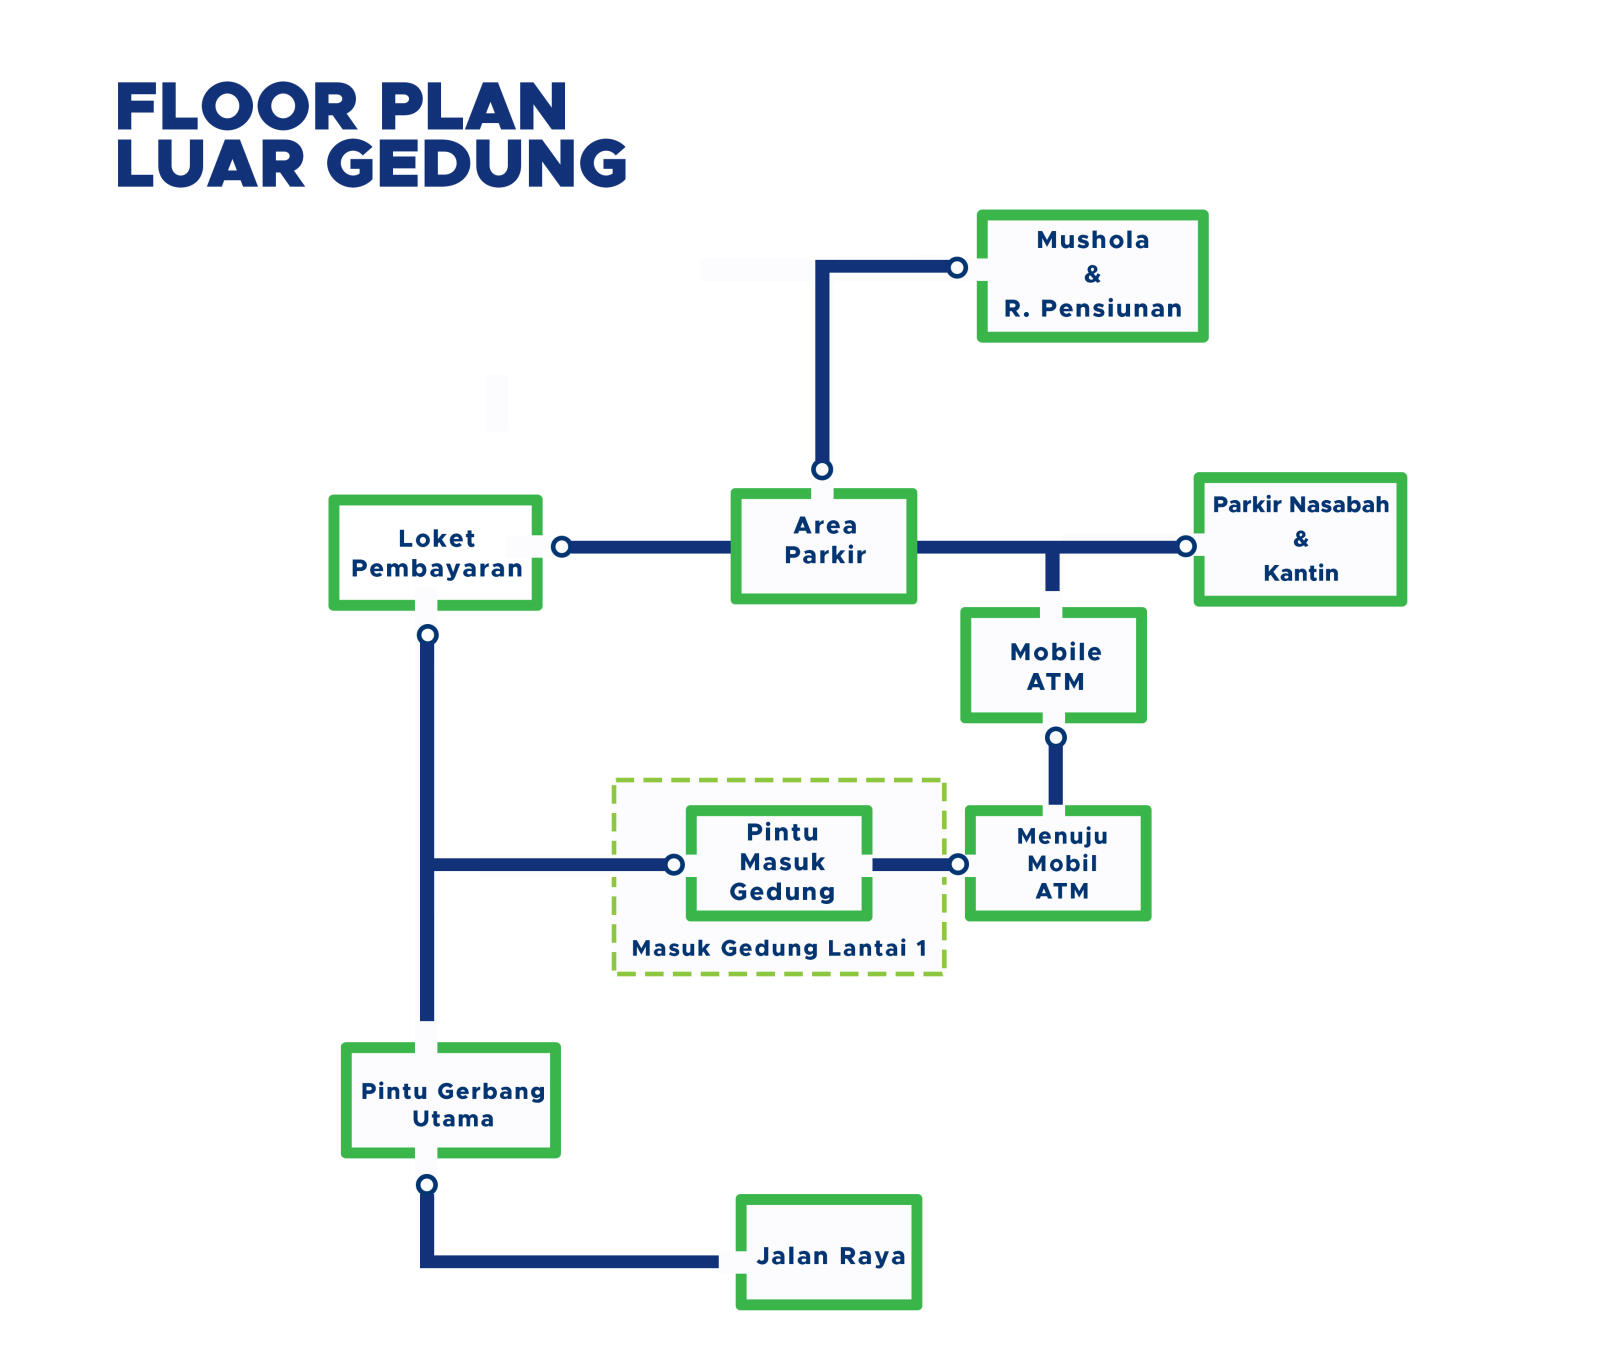 FLOOR PLAN
LUAR GEDUNG
Mushola
&
R. Pensiunan
Loket
Pembayaran
Area
Parkir
Parkir Nasabah
&
Kantin
Mobile
ATM
Pintu
Masuk
Gedung
Masuk Gedung Lantai 1
Menuju
Mobil
ATM
Pintu Gerbang
Utama
Jalan Raya